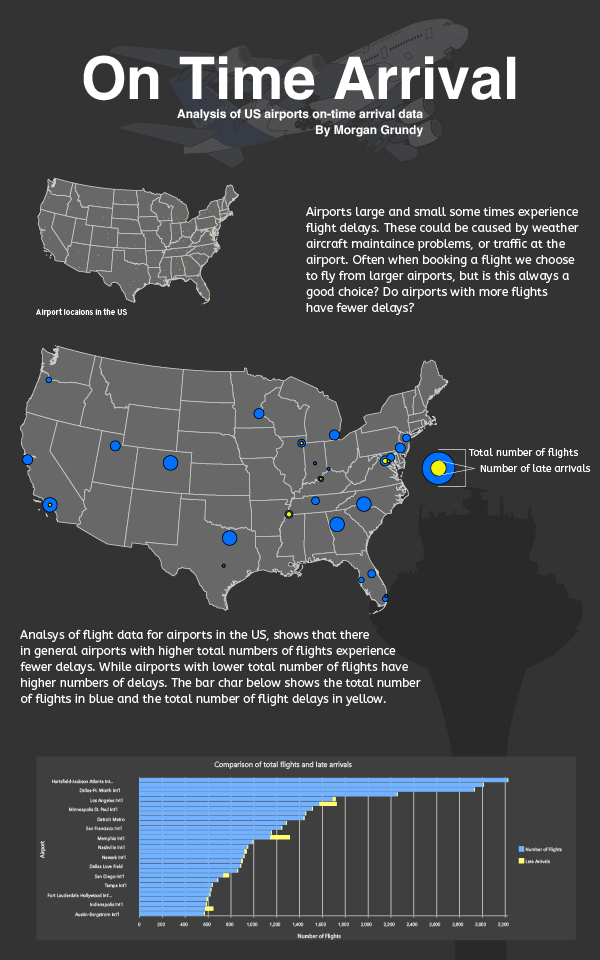 On Time Arrival
Analysis of US airports on-time arrival data
By Morgan Grundy
Airports large and small some times experience
flight delays. These could be caused by weather
aircraft maintaince problems, or traffic at the
airport. Often when booking a flight we choose
to fly from larger airports, but is this always a
good choice? Do airports with more flights
have fewer delays?
Airport locaions in the US
Total number of flights
Number of late arrivals
Analsys of flight data for airports in the US, shows that there
in general airports with higher total numbers of flights experience
fewer delays. While airports with lower total number of flights have
higher numbers of delays. The bar char below shows the total number
of flights in blue and the total number of flight delays in yellow.
Comparison of total flights and late arrivals
Airport
Hartsfield-Jackson Atlanta Int...
Dallas-Ft. Worth Int'l
Los Angeles Int'l
Minneapolis-St. Paul Int'l
Detroit Metro
San Francisco Int'l
Memphis Int'l
Nashville Int'l
Newark Int'l
Dallas Love Field
San Diego Int'l
Tampa Int'l
Fort Lauderdale Hollywood Int...
Indianapolis Int'l
Austin-Bergstrom Int'l
Number of Flights
Late Arrivals
0 200 400 600 800 1,000 1,200 1,400 1,600 1,800 2,000 2,200
Number of Flights